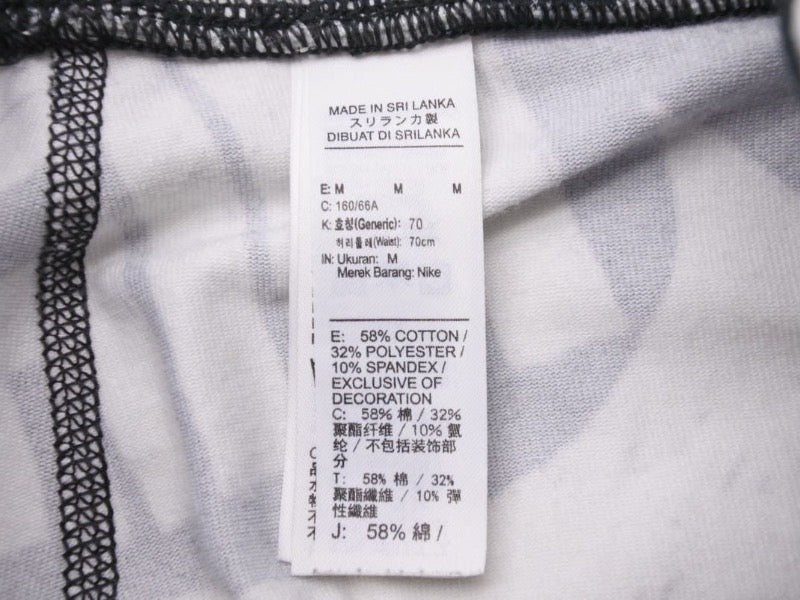 MADE IN SRI LANKA
スリランカ製
DIBUAT DI SRILANKA
E: M M M
C: 160/66A
K: 호칭(Generic): 70
허리둘레(Waist): 70cm
IN: Ukuran: M
Merek Barang: Nike
E: 58% COTTON /
32% POLYESTER /
10% SPANDEX /
EXCLUSIVE OF
DECORATION
C: 58% 棉 / 32%
聚酯纤维 / 10% 氨
纶 / 不包括装饰部
分
T: 58% 棉 / 32%
聚酯纖維 / 10% 彈
性纖維
J: 58% 綿 /